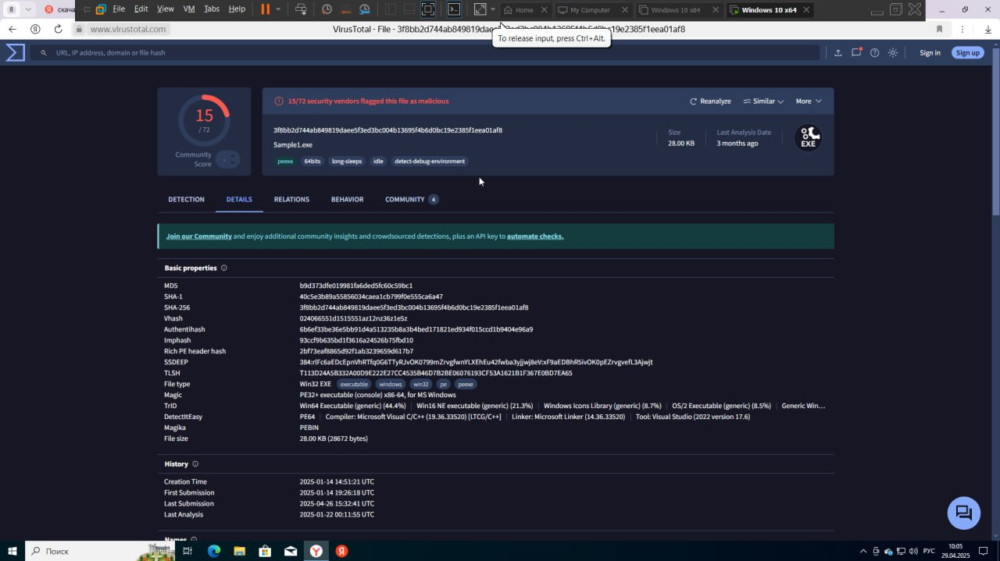 File Edit View VM Tabs Help Home My Computer Windows 10 x64 Windows 10 x64
8 Я скача
www.virustotal.com VirusTotal - File - 3f8bb2d744ab849819daee5f3ed3bc004b13695f4b6d0bc19e2385f1eea01af8
To release input, press Ctrl+Alt.
URL, IP address, domain or file hash Sign in Sign up
15 / 72
Community Score
15/72 security vendors flagged this file as malicious Reanalyze Similar More
3f8bb2d744ab849819daee5f3ed3bc004b13695f4b6d0bc19e2385f1eea01af8
Sample1.exe
Size 28.00 KB
Last Analysis Date 3 months ago
EXE
peexe 64bits long-sleeps idle detect-debug-environment
DETECTION DETAILS RELATIONS BEHAVIOR COMMUNITY 4
Join our Community and enjoy additional community insights and crowdsourced detections, plus an API key to automate checks.
Basic properties
MD5 b9d373dfe019981fa6ded5fc60c59bc1
SHA-1 40c5e3b89a55856034caea1cb799f0e555ca6a47
SHA-256 3f8bb2d744ab849819daee5f3ed3bc004b13695f4b6d0bc19e2385f1eea01af8
Vhash 024066551d1515551az12nz36z1e5z
Authentihash 6b6ef33be36e5bb91d4a513235b8a3b4bed171821ed934f015ccd1b9404e96a9
Imphash 93ccf9b635bd1f3616a24526b75fbd10
Rich PE header hash 2bf73eaf8865d92f1ab3239659d617b7
SSDEEP 384:rlFc6aEDcEpnVhRTfq0G6TTyRJvOK0799mZrvgfwnYLXEhEu42fwba3yjjwj8eV:xF9aEDBhR5ivOK0pEZrvgvefL3Ajwjt
TLSH T113D24A5B332A00D9E222E27CC4535B46D7B2BE06076193CF53A1621B1F367E0BD7EA65
File type Win32 EXE executable windows win32 pe peexe
Magic PE32+ executable (console) x86-64, for MS Windows
TrID Win64 Executable (generic) (44.4%) Win16 NE executable (generic) (21.3%) Windows Icons Library (generic) (8.7%) OS/2 Executable (generic) (8.5%) Generic Win…
DetectItEasy PE64 Compiler: Microsoft Visual C/C++ (19.36.33520) [LTCG/C++] Linker: Microsoft Linker (14.36.33520) Tool: Visual Studio (2022 version 17.6)
Magika PEBIN
File size 28.00 KB (28672 bytes)
History
Creation Time 2025-01-14 14:51:21 UTC
First Submission 2025-01-14 19:26:18 UTC
Last Submission 2025-04-26 15:32:41 UTC
Last Analysis 2025-01-22 00:11:55 UTC
Names
Поиск РУС 10:05
29.04.2025